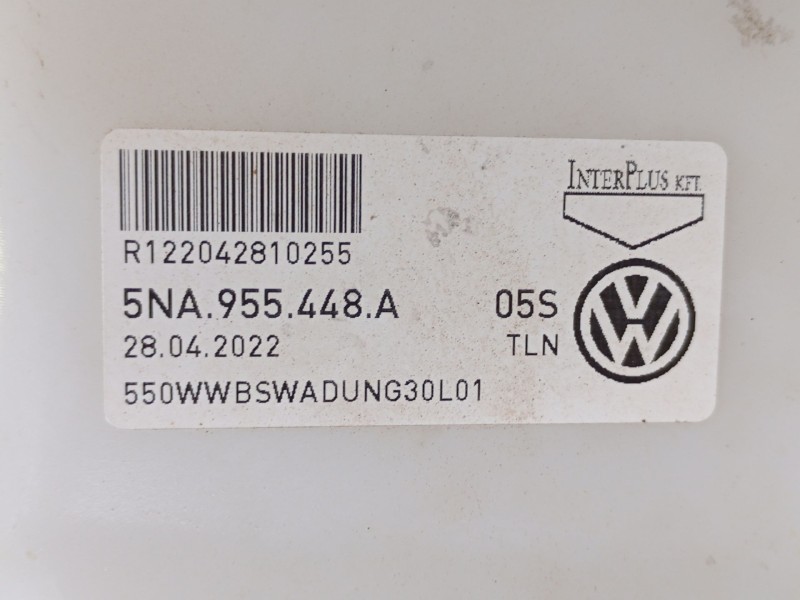 INTERPLUS KFT.
R122042810255
5NA.955.448.A 05S
28.04.2022 TLN
550WWBSWADUNG30L01